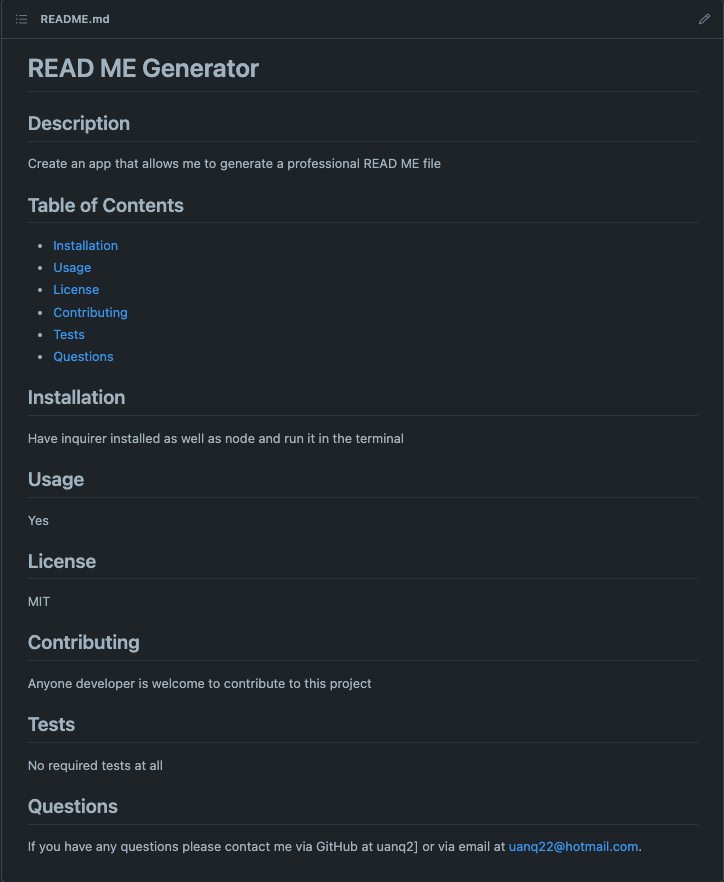 README.md
READ ME Generator
Description
Create an app that allows me to generate a professional READ ME file
Table of Contents
Installation
Usage
License
Contributing
Tests
Questions
Installation
Have inquirer installed as well as node and run it in the terminal
Usage
Yes
License
MIT
Contributing
Anyone developer is welcome to contribute to this project
Tests
No required tests at all
Questions
If you have any questions please contact me via GitHub at uanq2] or via email at uanq22@hotmail.com.